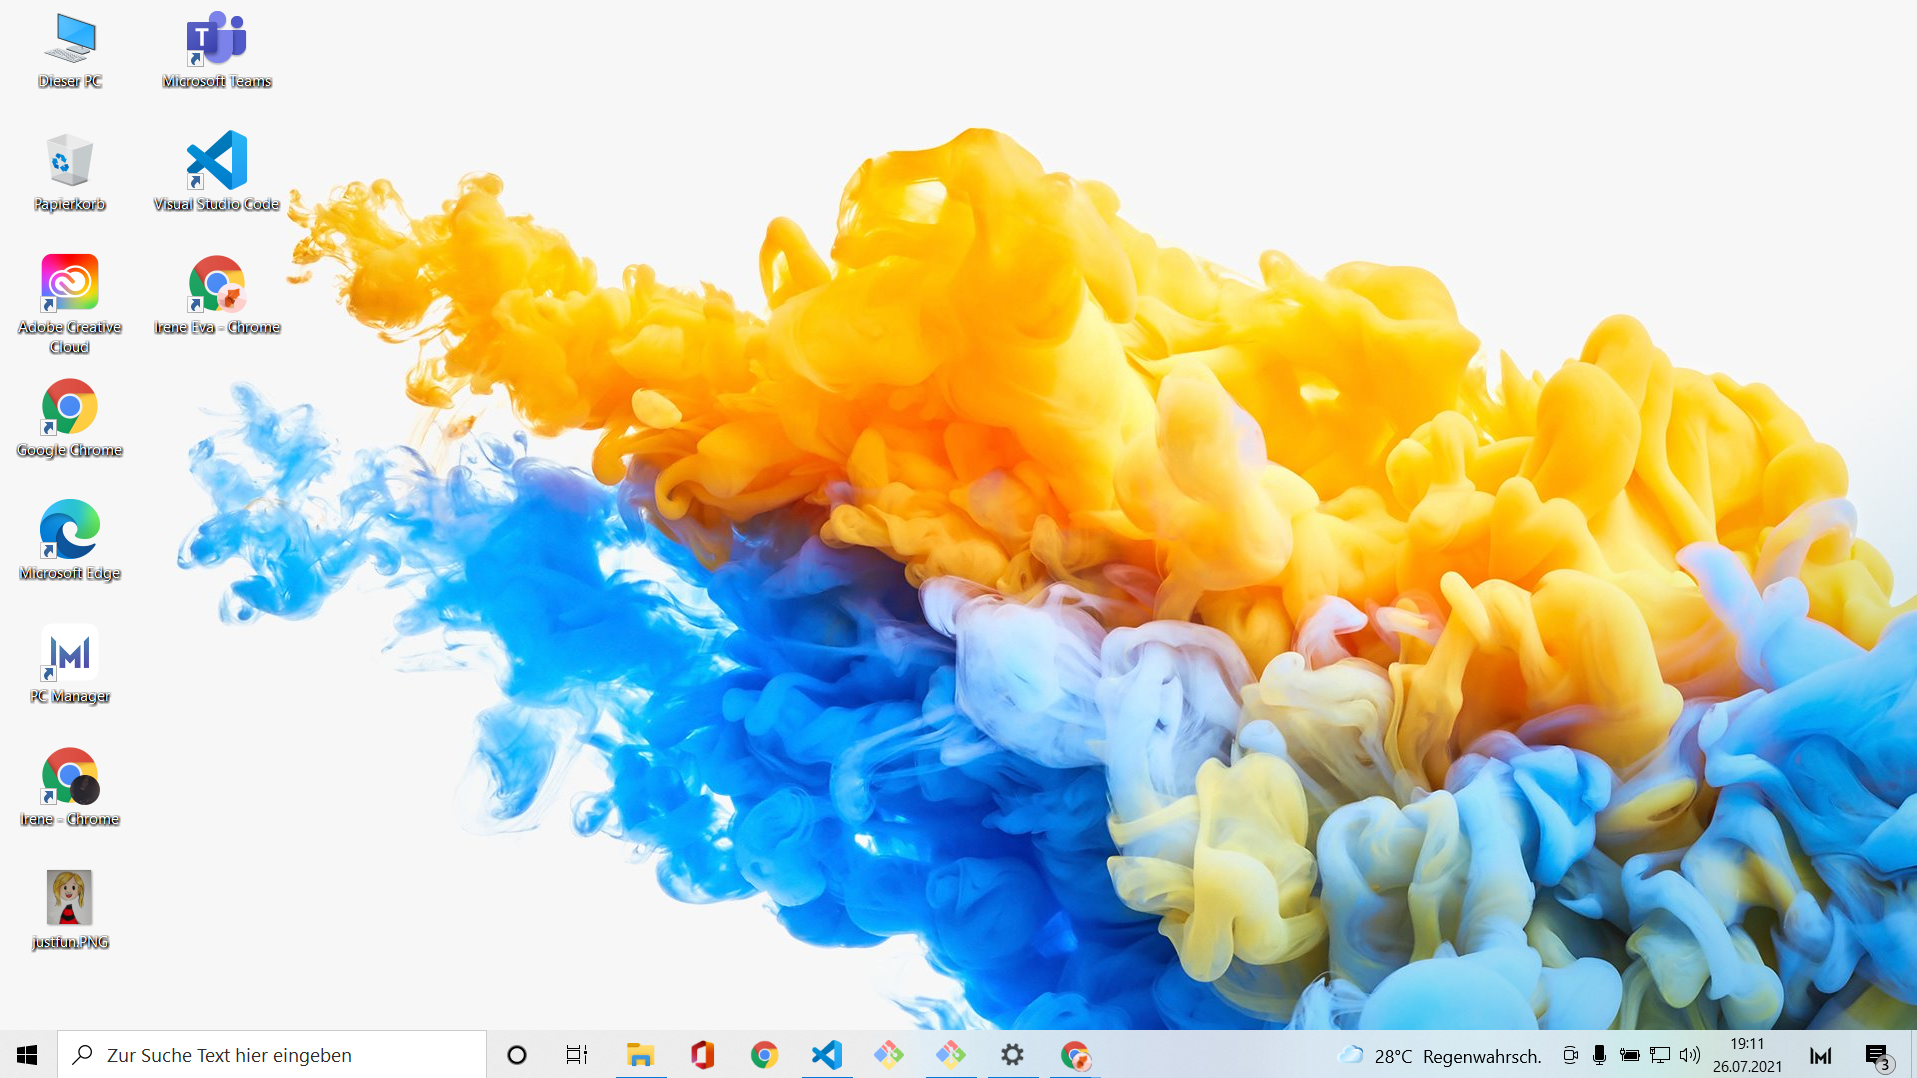 Dieser PC
Microsoft Teams
Papierkorb
Visual Studio Code
Adobe Creative
Cloud
Irene Eva - Chrome
Google Chrome
Microsoft Edge
PC Manager
Irene - Chrome
justfun.PNG
Zur Suche Text hier eingeben
28°C Regenwahrsch.
19:11
26.07.2021
3